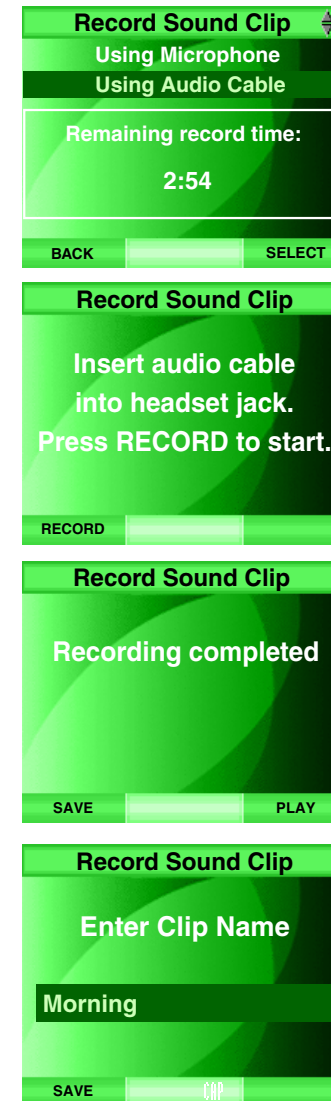 Record Sound Clip
Using Microphone
Using Audio Cable
Remaining record time:
2:54
BACK SELECT
Record Sound Clip
Insert audio cable
into headset jack.
Press RECORD to start.
RECORD
Record Sound Clip
Recording completed
SAVE PLAY
Record Sound Clip
Enter Clip Name
Morning
SAVE CAP